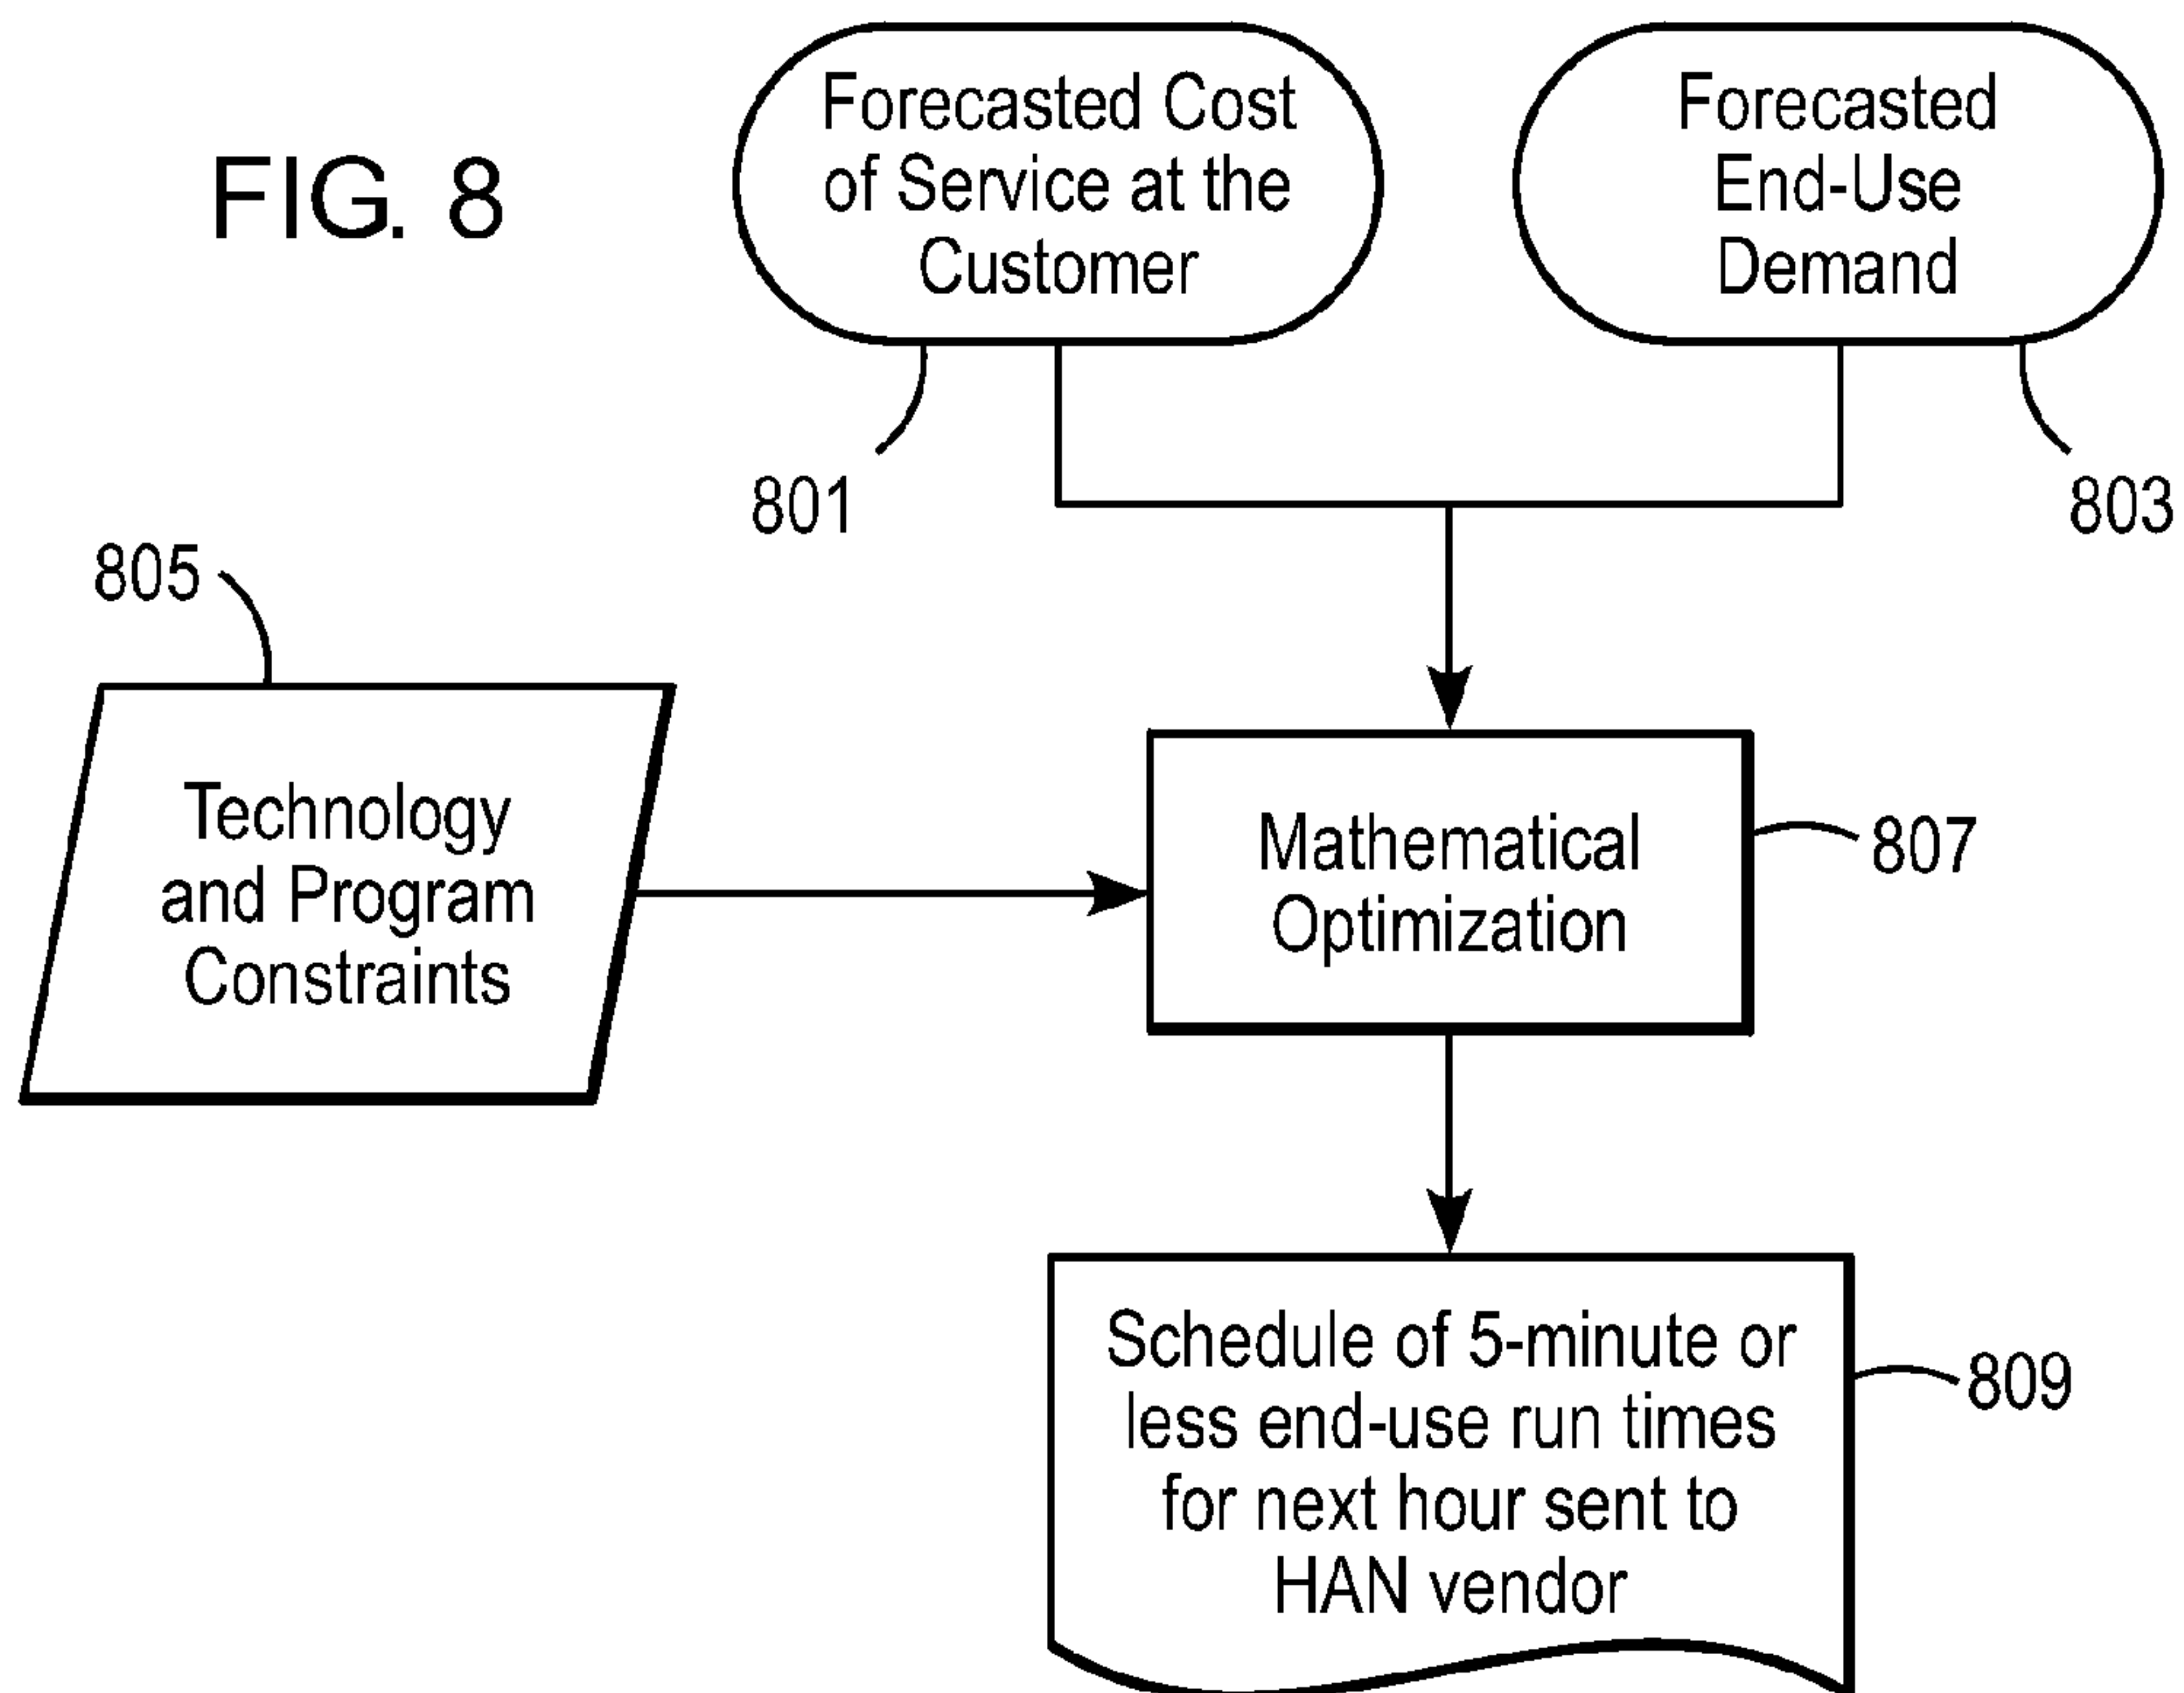 FIG. 8
Forecasted Cost
of Service at the
Customer
801
Forecasted
End-Use
Demand
803
805
Technology
and Program
Constraints
Mathematical
Optimization
807
Schedule of 5-minute or
less end-use run times
for next hour sent to
HAN vendor
809